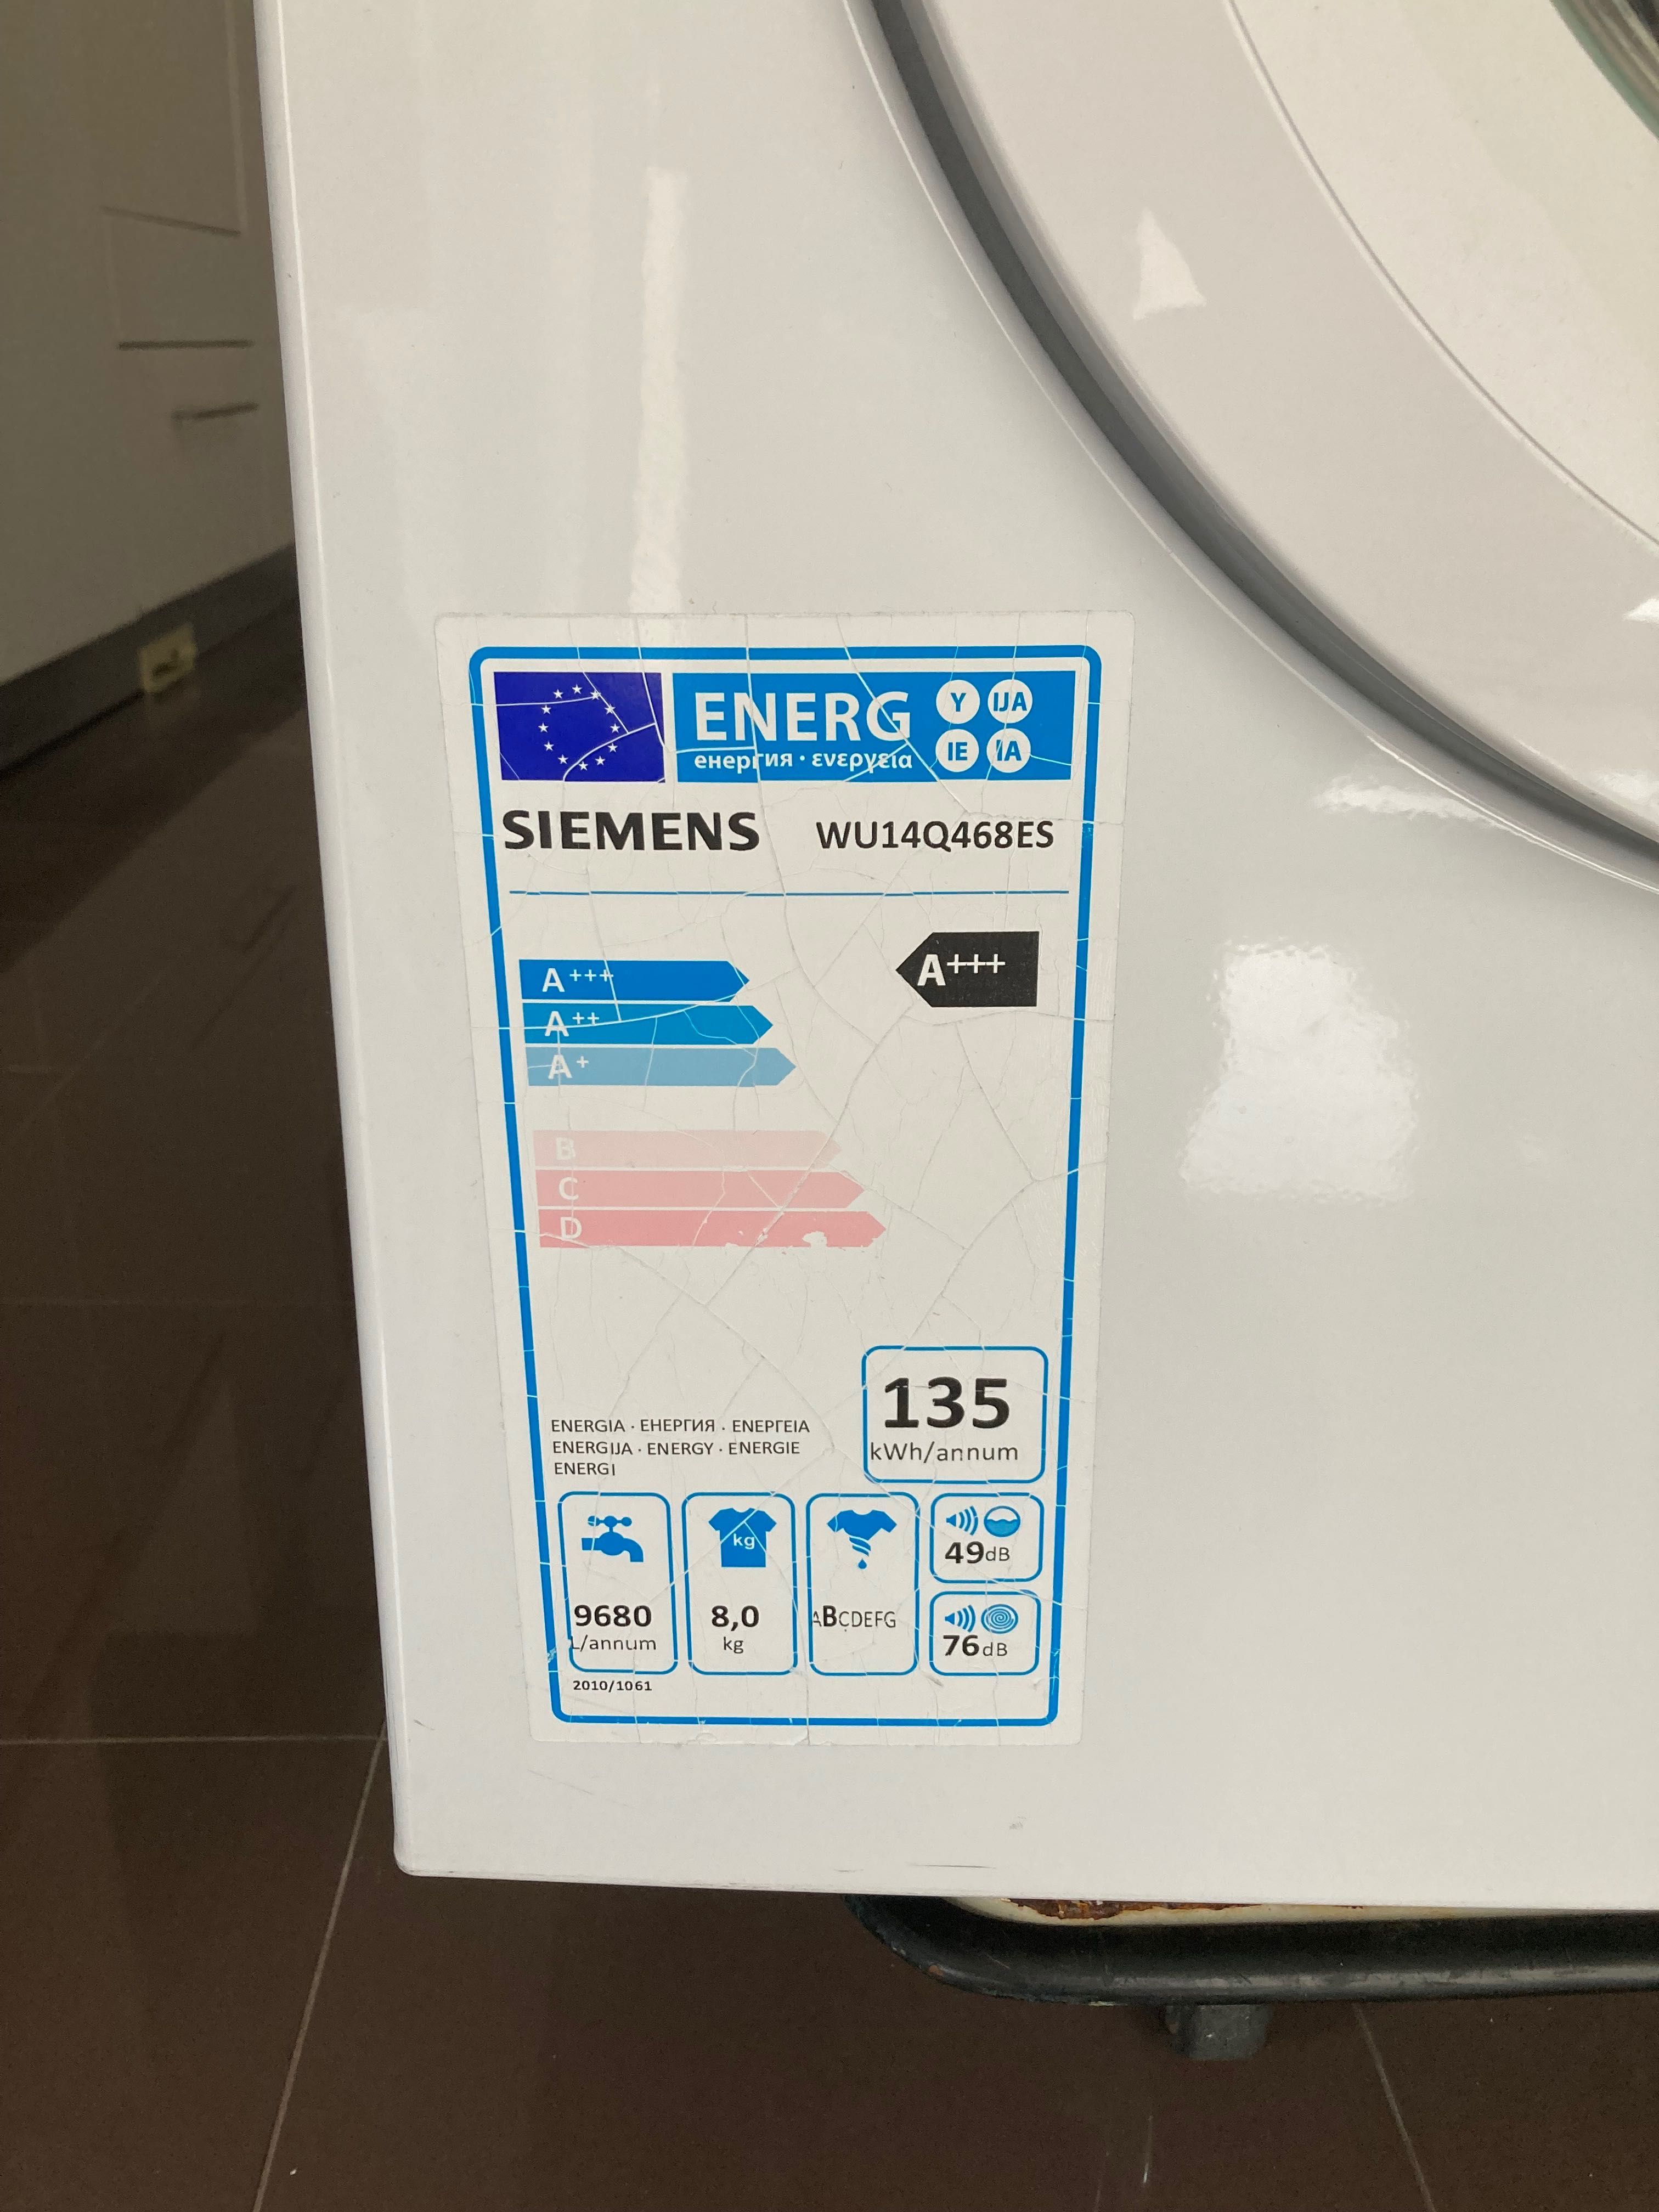 ENERG Y IJA
енергия · ενεργεια IE IA
SIEMENS WU14Q468ES
A+++ A+++
A++
A+
B
C
D
135
kWh/annum
ENERGIA · ЕНЕРГИЯ · ΕΝΕΡΓΕΙΑ
ENERGIJA · ENERGY · ENERGIE
ENERGI
kg
49dB
9680 8,0 ABCDEFG
L/annum kg
76dB
2010/1061